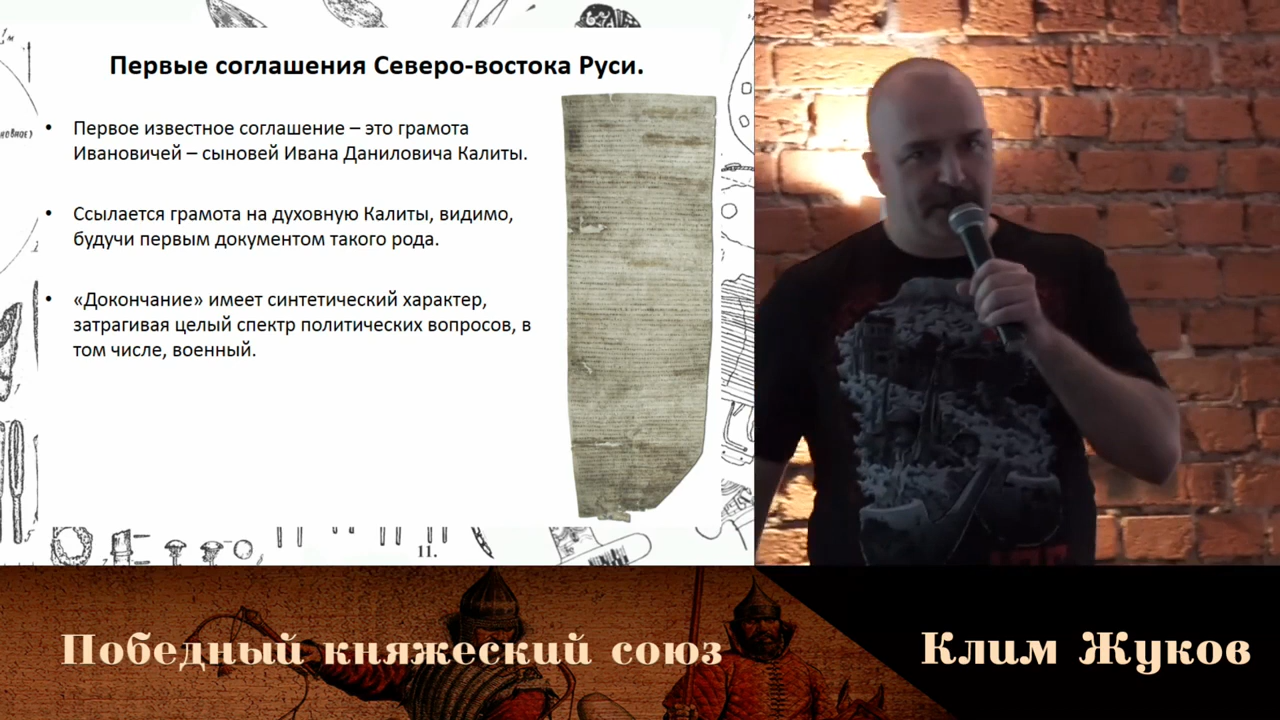 Первые соглашения Северо-востока Руси.
• Первое известное соглашение – это грамота
Ивановичей – сыновей Ивана Даниловича Калиты.
• Ссылается грамота на духовную Калиты, видимо,
будучи первым документом такого рода.
• «Докончание» имеет синтетический характер,
затрагивая целый спектр политических вопросов, в
том числе, военный.
11.
Победный княжеский союз
Клим Жуков